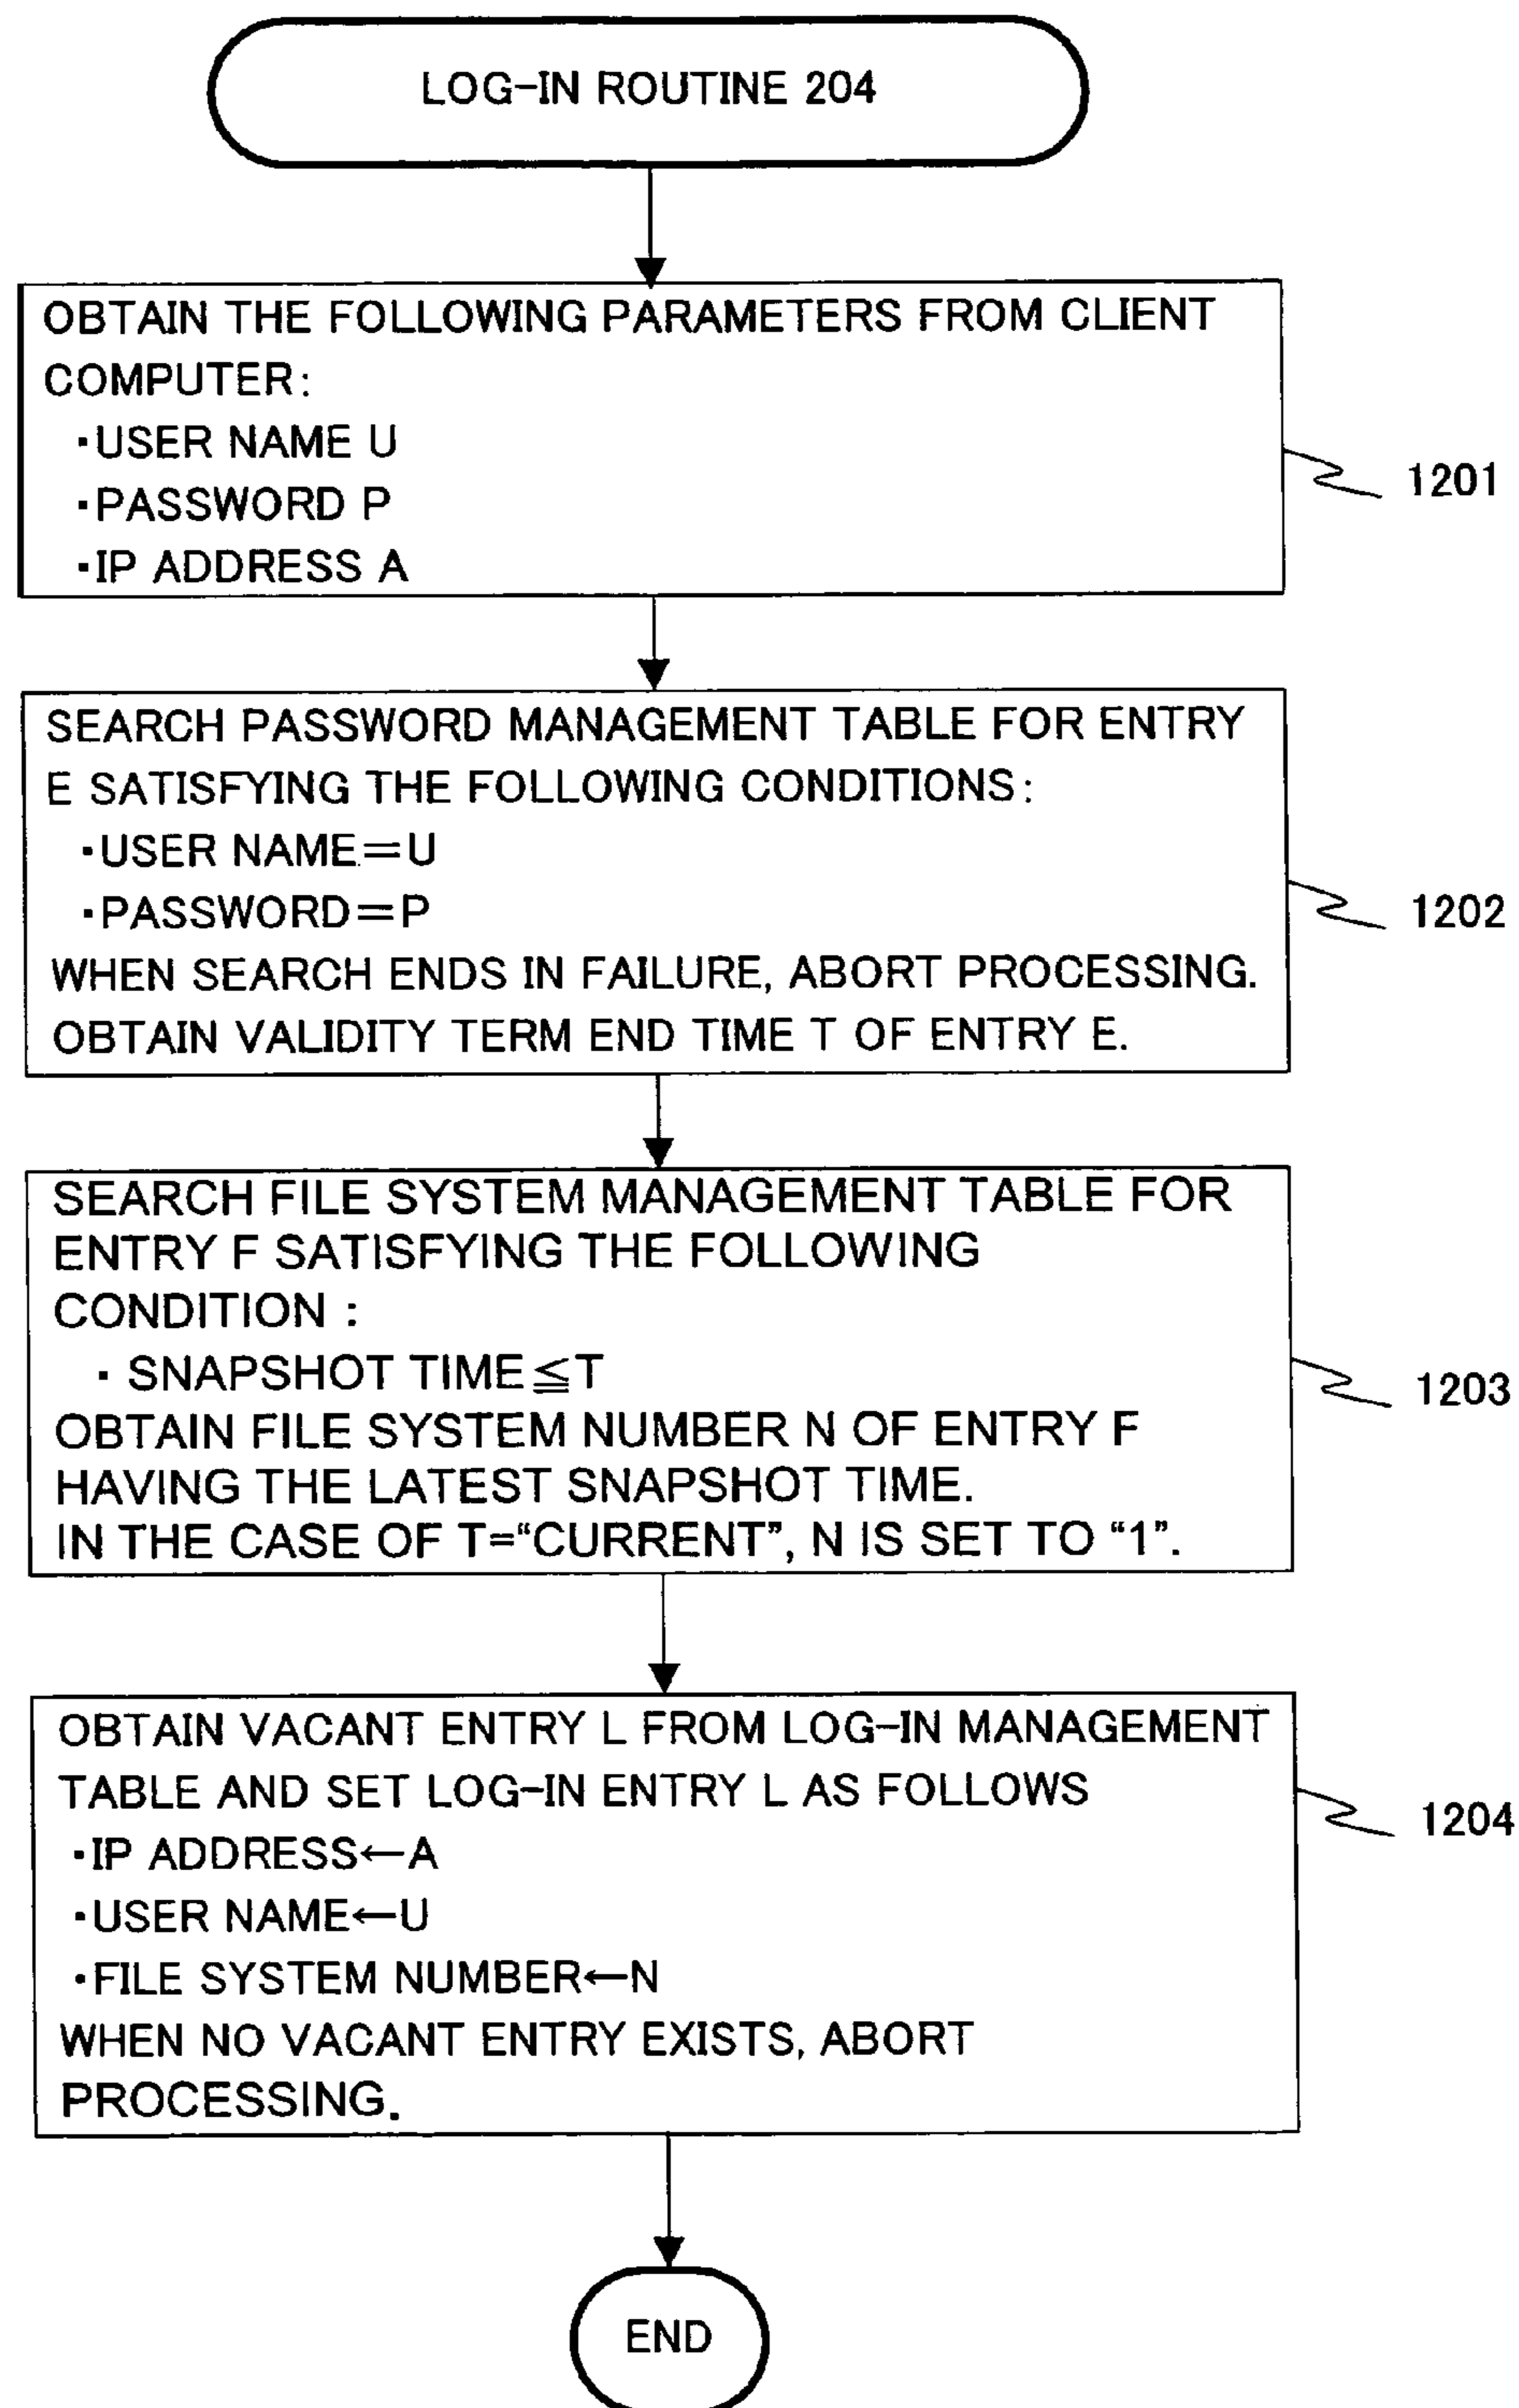 LOG-IN ROUTINE 204
OBTAIN THE FOLLOWING PARAMETERS FROM CLIENT
COMPUTER:
・USER NAME U
・PASSWORD P
・IP ADDRESS A
1201
SEARCH PASSWORD MANAGEMENT TABLE FOR ENTRY
E SATISFYING THE FOLLOWING CONDITIONS:
・USER NAME=U
・PASSWORD=P
WHEN SEARCH ENDS IN FAILURE, ABORT PROCESSING.
OBTAIN VALIDITY TERM END TIME T OF ENTRY E.
1202
SEARCH FILE SYSTEM MANAGEMENT TABLE FOR
ENTRY F SATISFYING THE FOLLOWING
CONDITION :
・ SNAPSHOT TIME≦T
OBTAIN FILE SYSTEM NUMBER N OF ENTRY F
HAVING THE LATEST SNAPSHOT TIME.
IN THE CASE OF T=“CURRENT”, N IS SET TO “1”.
1203
OBTAIN VACANT ENTRY L FROM LOG-IN MANAGEMENT
TABLE AND SET LOG-IN ENTRY L AS FOLLOWS
・IP ADDRESS←A
・USER NAME←U
・FILE SYSTEM NUMBER←N
WHEN NO VACANT ENTRY EXISTS, ABORT
PROCESSING.
1204
END